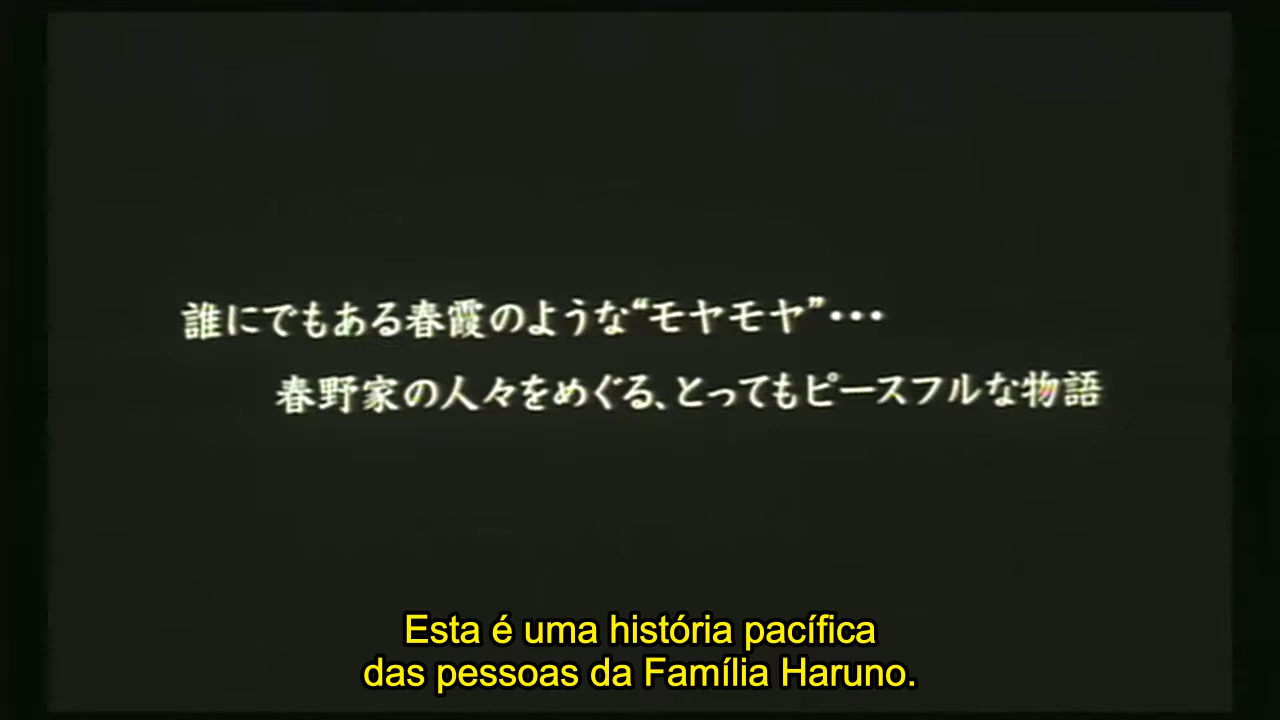 誰にでもある春霞のような“モヤモヤ”･･･
春野家の人々をめぐる、とってもピースフルな物語
Esta é uma história pacífica
das pessoas da Família Haruno.